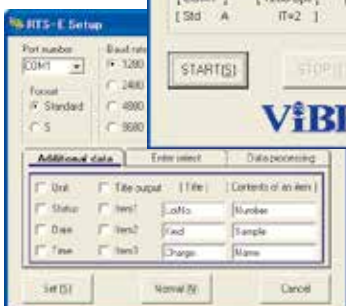 RTS-E Setup
[ Std A IT=2 ]
START(S)
STOP
ViB
Port number
Baud rate
COM1
1200
2400
4800
9600
Format
Standard
S
Additional data
Enter select
Data processing
Unit
Title output
[ Title ]
[ Contents of an item ]
Status
Item1
LotNo
Number
Date
Item2
Kind
Sample
Time
Item3
Charge
Name
Set (S)
Normal (N)
Cancel